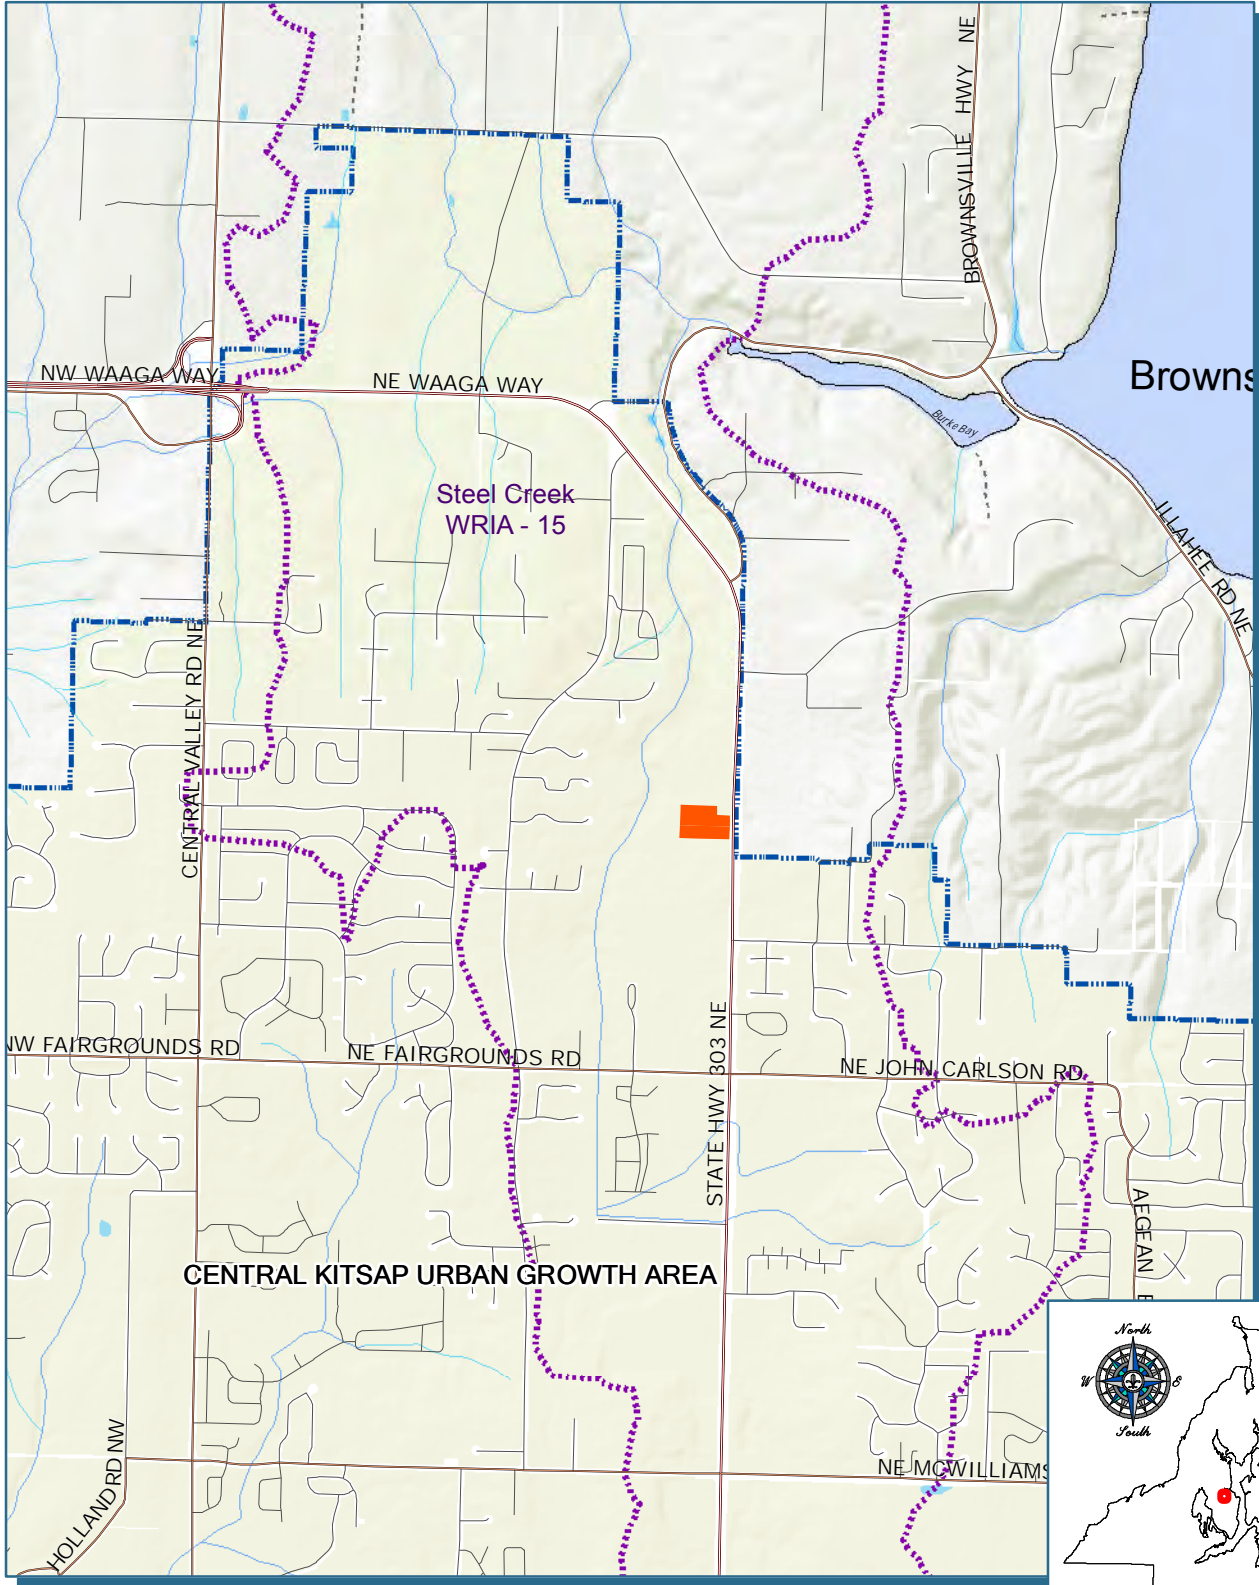 BROWNSVILLE HWY NE
NW WAAGA WAY
NE WAAGA WAY
Browns
Burke Bay
Steel Creek
WRIA - 15
ILLAHEE RD NE
CENTRAL VALLEY RD NE
STATE HWY 303 NE
NW FAIRGROUNDS RD
NE FAIRGROUNDS RD
NE JOHN CARLSON RD
AEGEAN B
CENTRAL KITSAP URBAN GROWTH AREA
North
W
E
South
NE MCWILLIAMS
HOLLAND RD NW